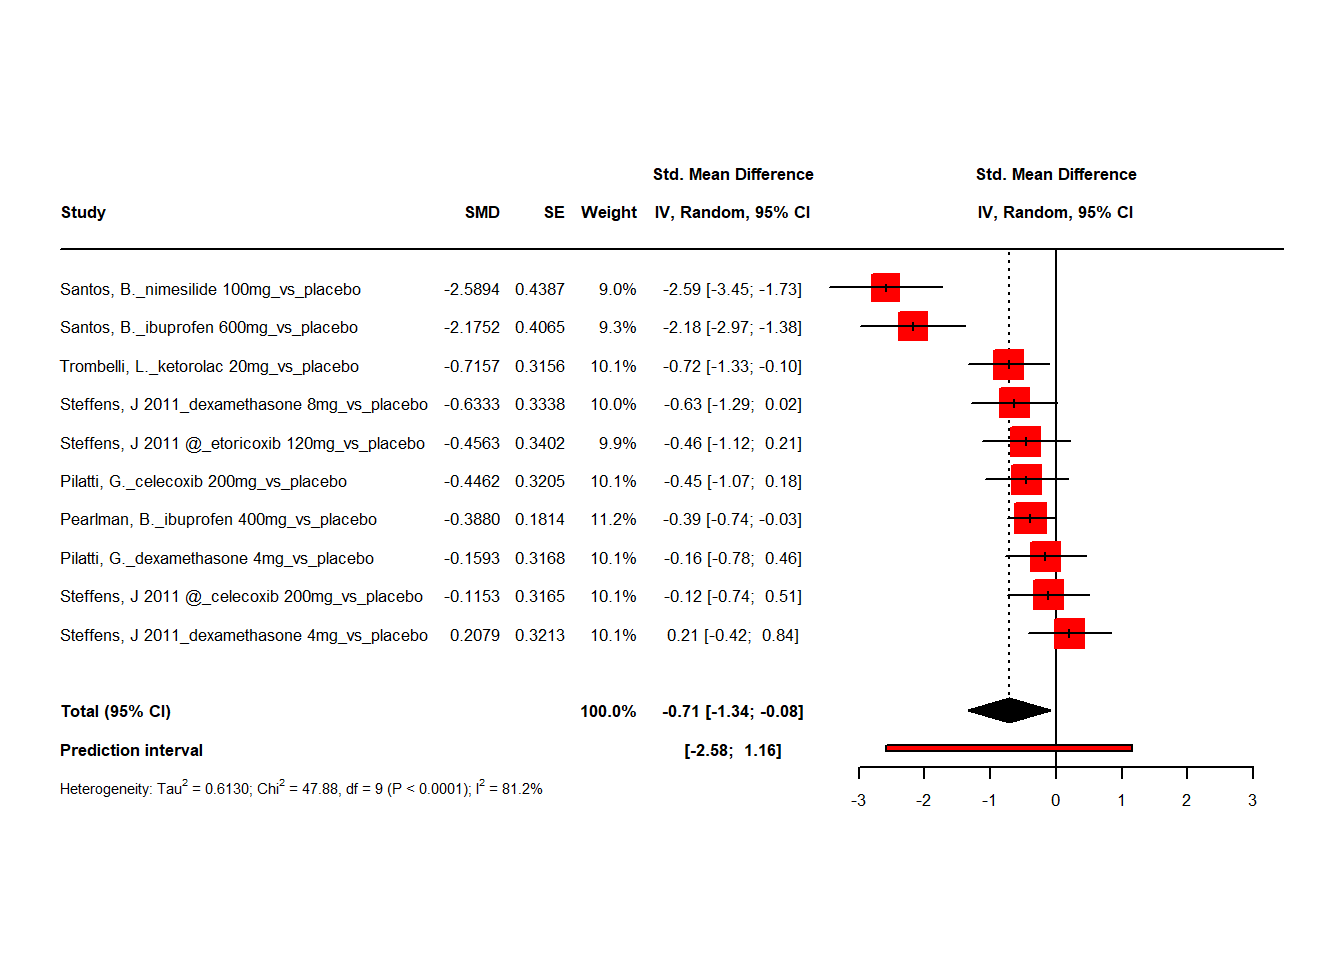 Std. Mean Difference Std. Mean Difference
Study SMD SE Weight IV, Random, 95% CI IV, Random, 95% CI
Santos, B._nimesilide 100mg_vs_placebo -2.5894 0.4387 9.0% -2.59 [-3.45; -1.73]
Santos, B._ibuprofen 600mg_vs_placebo -2.1752 0.4065 9.3% -2.18 [-2.97; -1.38]
Trombelli, L._ketorolac 20mg_vs_placebo -0.7157 0.3156 10.1% -0.72 [-1.33; -0.10]
Steffens, J 2011_dexamethasone 8mg_vs_placebo -0.6333 0.3338 10.0% -0.63 [-1.29; 0.02]
Steffens, J 2011 @_etoricoxib 120mg_vs_placebo -0.4563 0.3402 9.9% -0.46 [-1.12; 0.21]
Pilatti, G._celecoxib 200mg_vs_placebo -0.4462 0.3205 10.1% -0.45 [-1.07; 0.18]
Pearlman, B._ibuprofen 400mg_vs_placebo -0.3880 0.1814 11.2% -0.39 [-0.74; -0.03]
Pilatti, G._dexamethasone 4mg_vs_placebo -0.1593 0.3168 10.1% -0.16 [-0.78; 0.46]
Steffens, J 2011 @_celecoxib 200mg_vs_placebo -0.1153 0.3165 10.1% -0.12 [-0.74; 0.51]
Steffens, J 2011_dexamethasone 4mg_vs_placebo 0.2079 0.3213 10.1% 0.21 [-0.42; 0.84]
Total (95% CI) 100.0% -0.71 [-1.34; -0.08]
Prediction interval [-2.58; 1.16]
Heterogeneity: Tau² = 0.6130; Chi² = 47.88, df = 9 (P < 0.0001); I² = 81.2%
-3 -2 -1 0 1 2 3